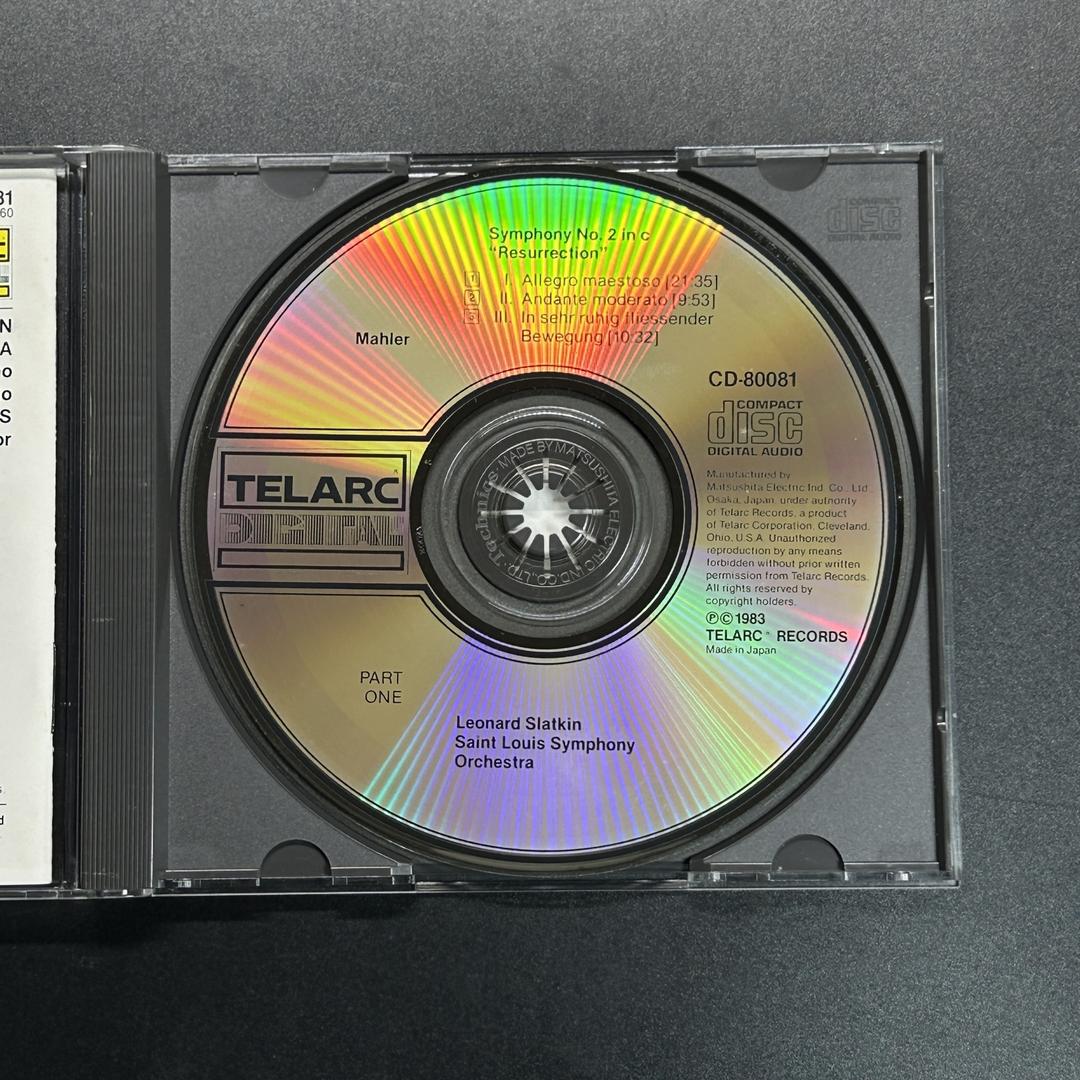 Symphony No. 2 in c
"Resurrection"
1 I. Allegro maestoso [21:35]
2 II. Andante moderato [9:53]
3 III. In sehr ruhig fliessender
Bewegung [10:32]
Mahler
CD-80081
COMPACT
disc
DIGITAL AUDIO
TELARC
DIGITAL
Manufactured by
Matsushita Electric Ind. Co., Ltd.,
Osaka, Japan, under authority
of Telarc Records, a product
of Telarc Corporation, Cleveland,
Ohio, U.S.A. Unauthorized
reproduction by any means
forbidden without prior written
permission from Telarc Records.
All rights reserved by
copyright holders.
℗©1983
TELARC® RECORDS
Made in Japan
PART
ONE
Leonard Slatkin
Saint Louis Symphony
Orchestra
Technics · MADE BY MATSUSHITA ELECTRIC IND CO., LTD.
COMPACT
disc
DIGITAL AUDIO
81
60
N
A
o
S
or